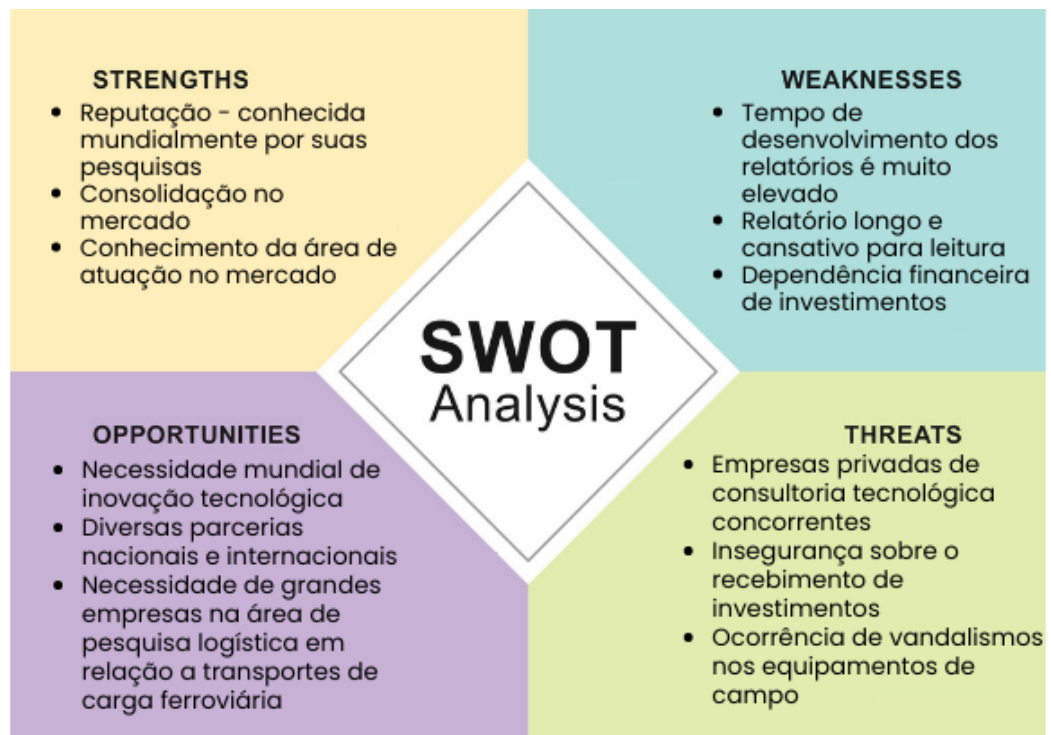 STRENGTHS
• Reputação - conhecida
mundialmente por suas
pesquisas
• Consolidação no
mercado
• Conhecimento da área de
atuação no mercado
WEAKNESSES
• Tempo de
desenvolvimento dos
relatórios é muito
elevado
• Relatório longo e
cansativo para leitura
• Dependência financeira
de investimentos
SWOT
Analysis
OPPORTUNITIES
• Necessidade mundial de
inovação tecnológica
• Diversas parcerias
nacionais e internacionais
• Necessidade de grandes
empresas na área de
pesquisa logística em
relação a transportes de
carga ferroviária
THREATS
• Empresas privadas de
consultoria tecnológica
concorrentes
• Insegurança sobre o
recebimento de
investimentos
• Ocorrência de vandalismos
nos equipamentos de
campo